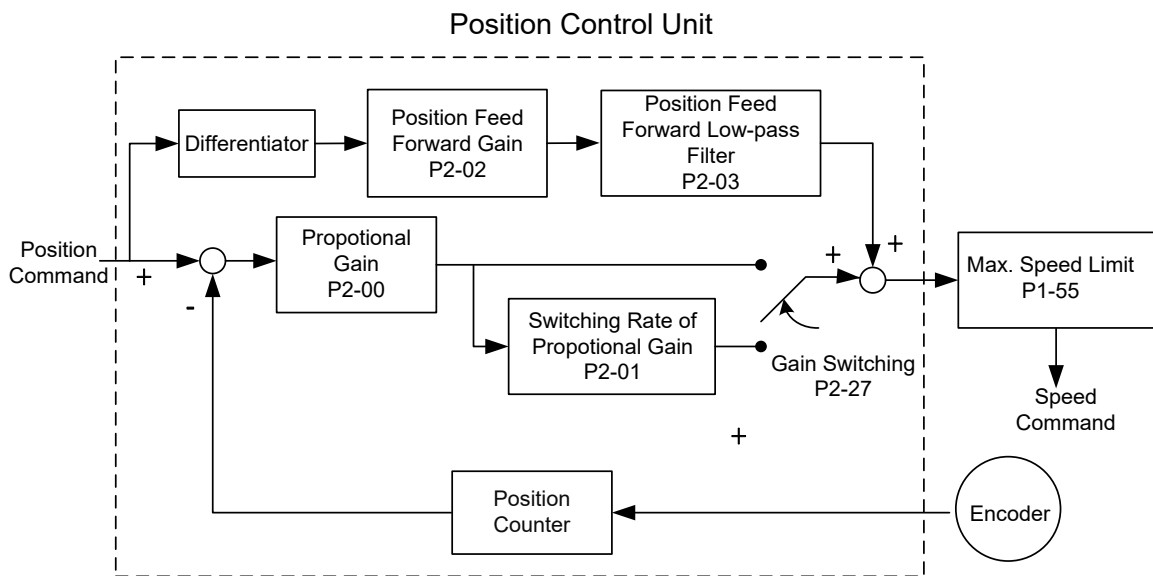 Position Control Unit
Differentiator
Position Feed
Forward Gain
P2-02
Position Feed
Forward Low-pass
Filter
P2-03
Position
Command
+
-
Propotional
Gain
P2-00
Switching Rate of
Propotional Gain
P2-01
+
+
Gain Switching
P2-27
+
Max. Speed Limit
P1-55
Speed
Command
Position
Counter
Encoder